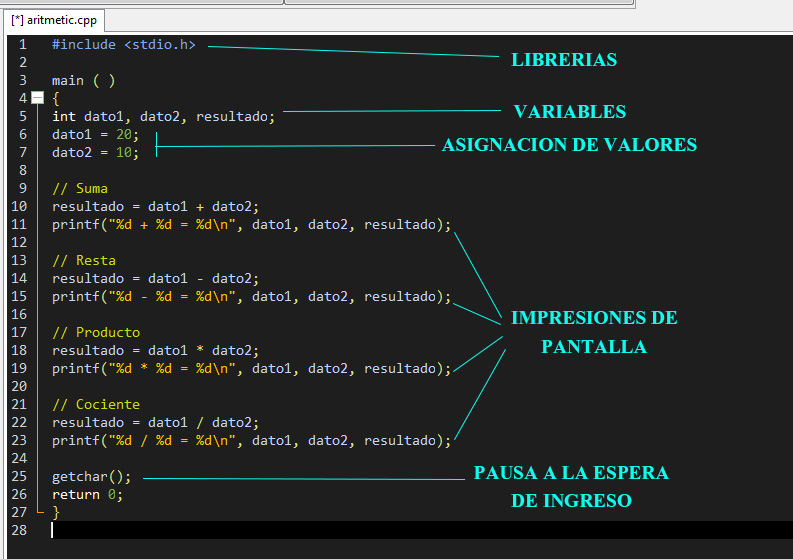 [*] aritmetic.cpp
1 #include <stdio.h>
LIBRERIAS
2
3 main ( )
4 {
5 int dato1, dato2, resultado;
VARIABLES
6 dato1 = 20;
7 dato2 = 10;
ASIGNACION DE VALORES
8
9 // Suma
10 resultado = dato1 + dato2;
11 printf("%d + %d = %d\n", dato1, dato2, resultado);
12
13 // Resta
14 resultado = dato1 - dato2;
15 printf("%d - %d = %d\n", dato1, dato2, resultado);
16
IMPRESIONES DE
PANTALLA
17 // Producto
18 resultado = dato1 * dato2;
19 printf("%d * %d = %d\n", dato1, dato2, resultado);
20
21 // Cociente
22 resultado = dato1 / dato2;
23 printf("%d / %d = %d\n", dato1, dato2, resultado);
24
25 getchar();
PAUSA A LA ESPERA
DE INGRESO
26 return 0;
27 }
28